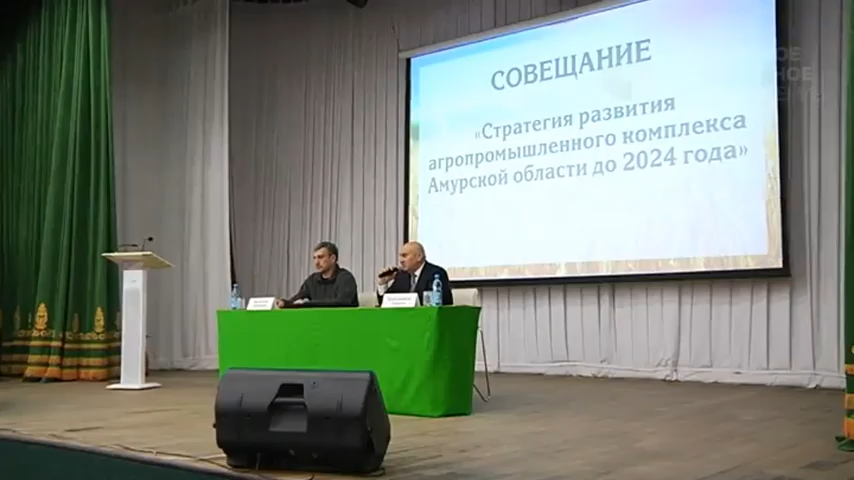 СОВЕЩАНИЕ
«Стратегия развития
агропромышленного комплекса
Амурской области до 2024 года»